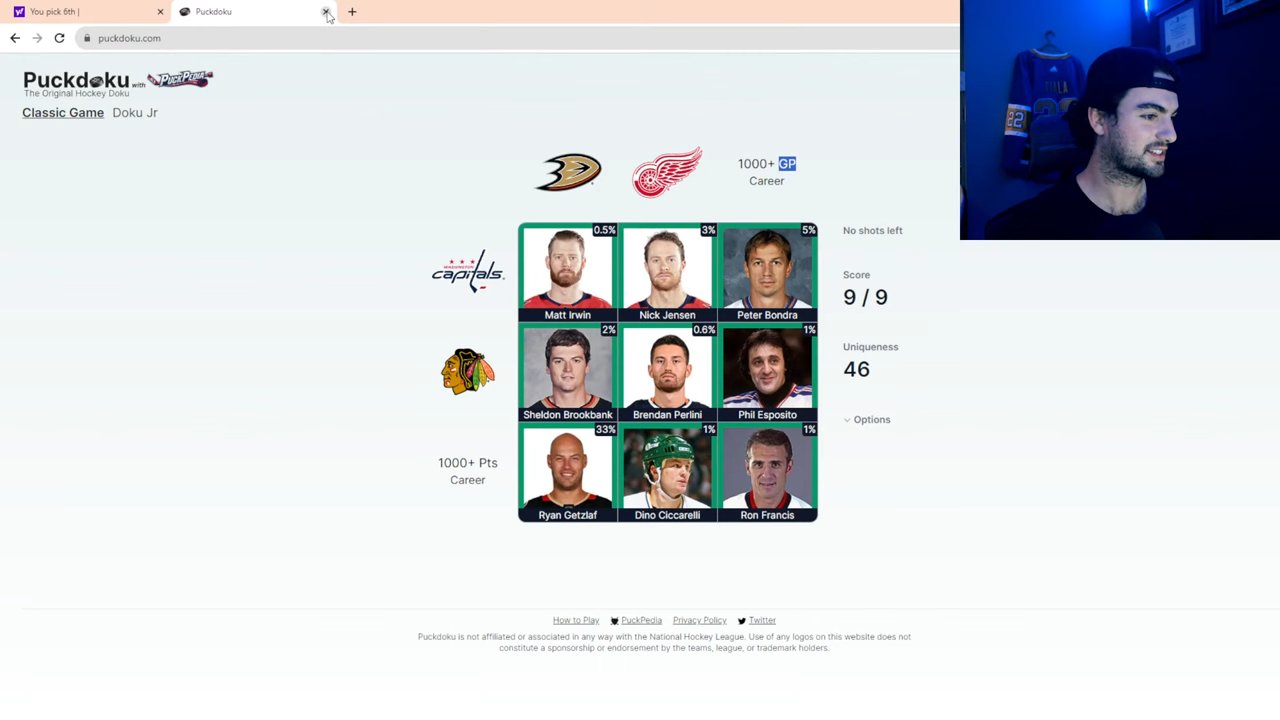 You pick 6th |
Puckdoku
puckdoku.com
Puckdoku with PUCKPEDIA
The Original Hockey Doku
Classic Game
Doku Jr
1000+ GP
Career
WASHINGTON
capitals
0.5%
3%
5%
Matt Irwin
Nick Jensen
Peter Bondra
2%
0.6%
1%
Sheldon Brookbank
Brendan Perlini
Phil Esposito
1000+ Pts
Career
33%
1%
1%
Ryan Getzlaf
Dino Ciccarelli
Ron Francis
No shots left
Score
9 / 9
Uniqueness
46
Options
How to Play
PuckPedia
Privacy Policy
Twitter
Puckdoku is not affiliated or associated in any way with the National Hockey League. Use of any logos on this website does not
constitute a sponsorship or endorsement by the teams, league, or trademark holders.
22